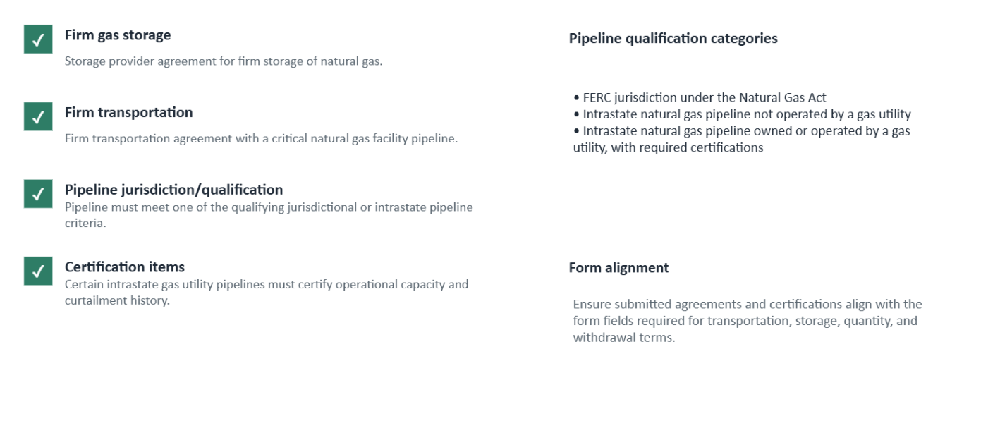 Firm gas storage
Storage provider agreement for firm storage of natural gas.
Firm transportation
Firm transportation agreement with a critical natural gas facility pipeline.
Pipeline jurisdiction/qualification
Pipeline must meet one of the qualifying jurisdictional or intrastate pipeline
criteria.
Certification items
Certain intrastate gas utility pipelines must certify operational capacity and
curtailment history.
Pipeline qualification categories
• FERC jurisdiction under the Natural Gas Act
• Intrastate natural gas pipeline not operated by a gas utility
• Intrastate natural gas pipeline owned or operated by a gas
utility, with required certifications
Form alignment
Ensure submitted agreements and certifications align with the
form fields required for transportation, storage, quantity, and
withdrawal terms.